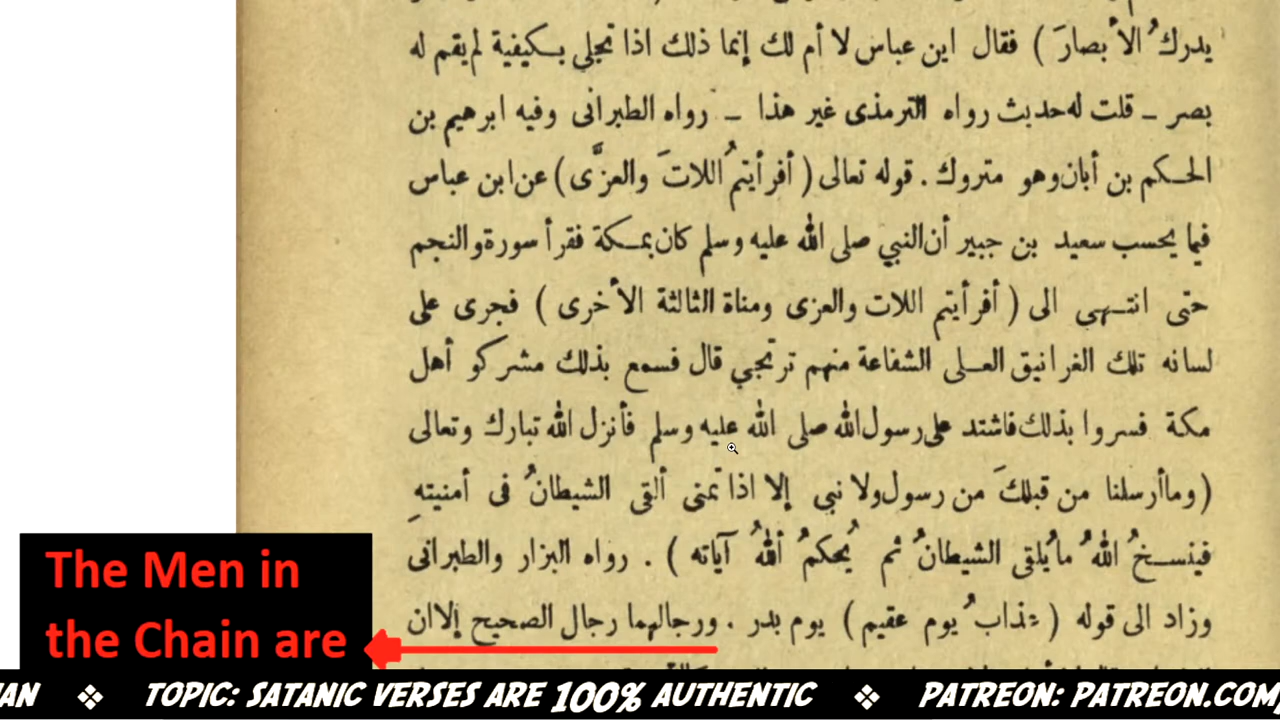 يدركُ الأبصارَ ) فقال ابن عباس لا أم لك إنما ذلك اذا تجلى بكيفية لم يقم له
بصر ـ قلت له حديث رواه الترمذى غير هذا ـ رواه الطبرانى وفيه ابرهيم بن
الحكم بن أبان وهو متروك . قوله تعالى ( أفرأيتمُ اللاتَ والعزَّى ) عن ابن عباس
فيما يحسب سعيد بن جبير أن النبي صلى الله عليه وسلم كان بمكة فقرأ سورة والنجم
حتى انتهى الى ( أفرأيتم اللات والعزى ومناة الثالثة الأخرى ) فجرى على
لسانه تلك الغرانيق العلى الشفاعة منهم ترتجي قال فسمع بذلك مشركو أهل
مكة فسروا بذلك فاشتد على رسول الله صلى الله عليه وسلم فأنزل الله تبارك وتعالى
( وما أرسلنا من قبلكَ من رسول ولا نبى إلا اذا تمنى ألقى الشيطانُ فى أمنيتهِ
فينسخُ اللهُ ما يُلقى الشيطانُ ثم يُحكمُ اللهُ آياته ) . رواه البزار والطبرانى
وزاد الى قوله ( عذابُ يوم عقيم ) يوم بدر . ورجالهما رجال الصحيح إلا ان
The Men in
the Chain are
AN ❖ TOPIC: SATANIC VERSES ARE 100% AUTHENTIC ❖ PATREON: PATREON.COM